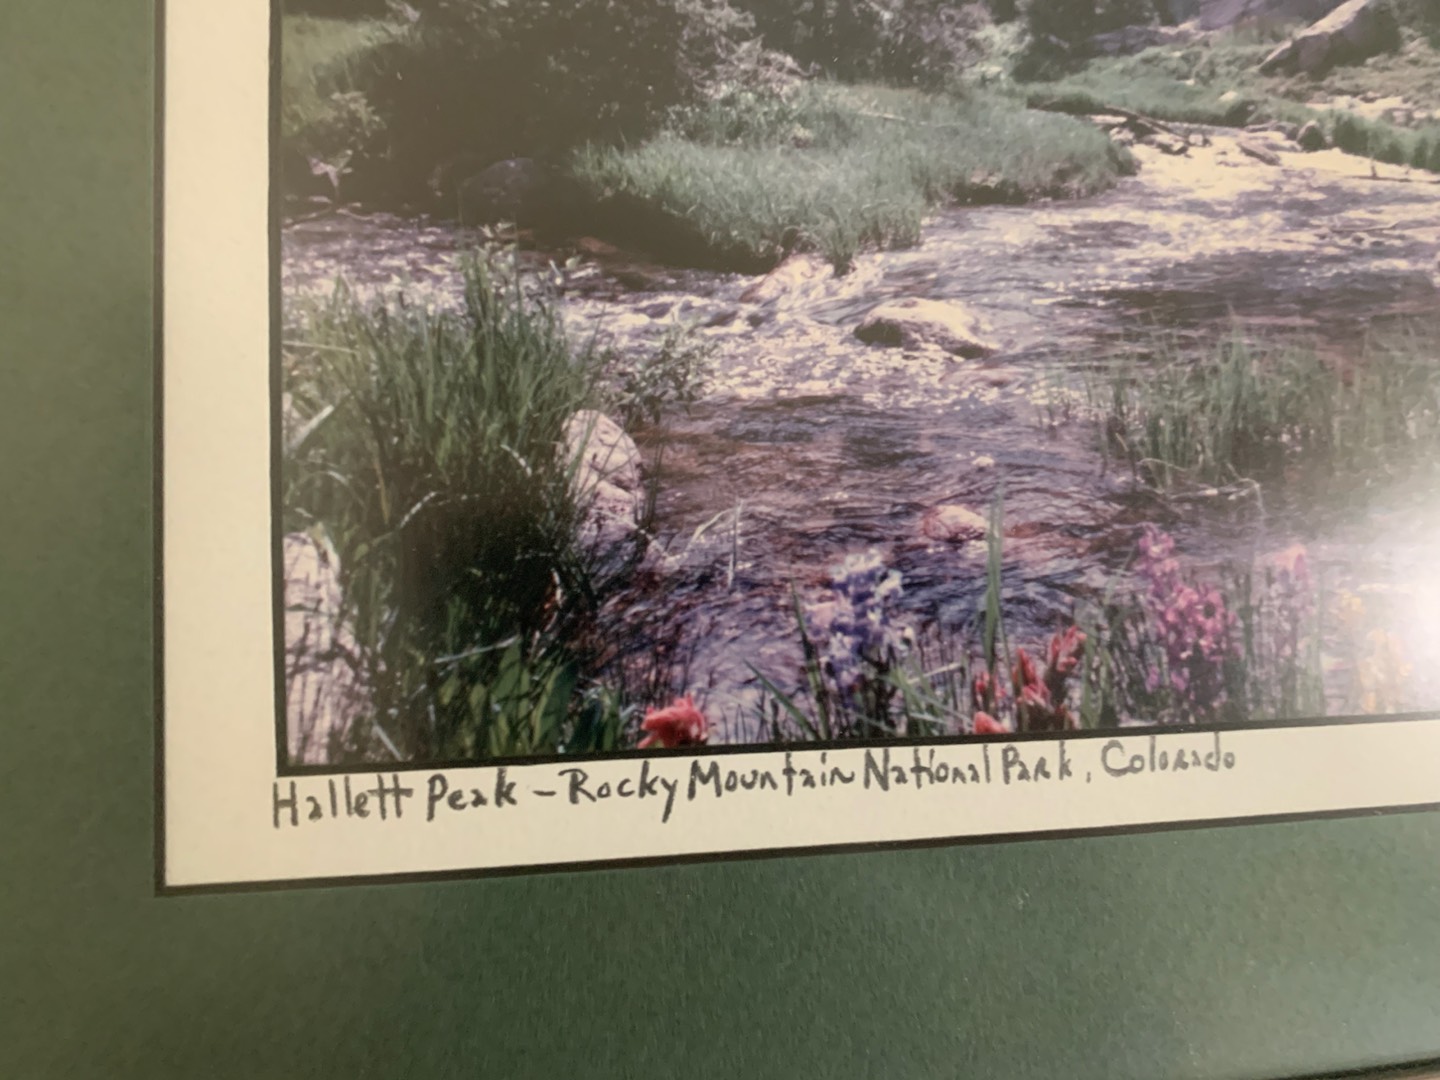 Hallett Peak – Rocky Mountain National Park, Colorado